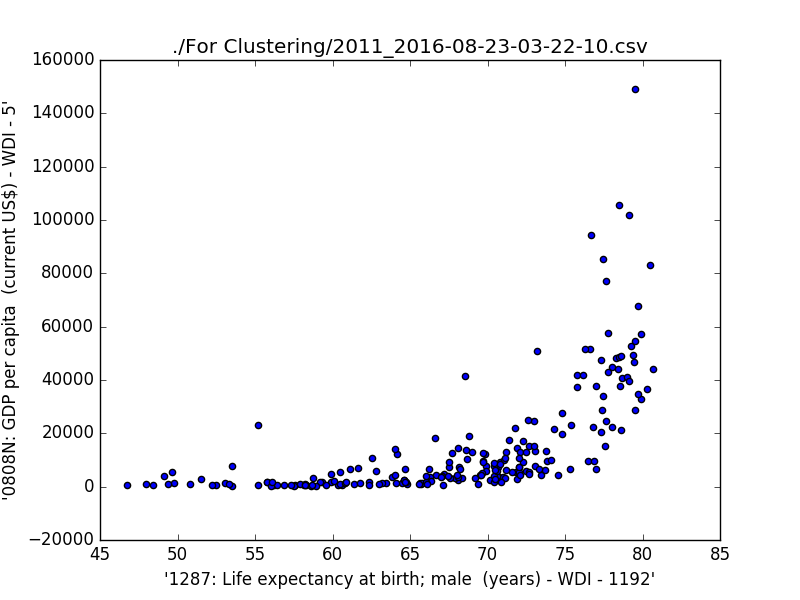 ./For Clustering/2011_2016-08-23-03-22-10.csv
160000
140000
120000
100000
80000
60000
40000
20000
0
−20000
45 50 55 60 65 70 75 80 85
'0808N: GDP per capita  (current US$) - WDI - 5'
'1287: Life expectancy at birth; male  (years) - WDI - 1192'